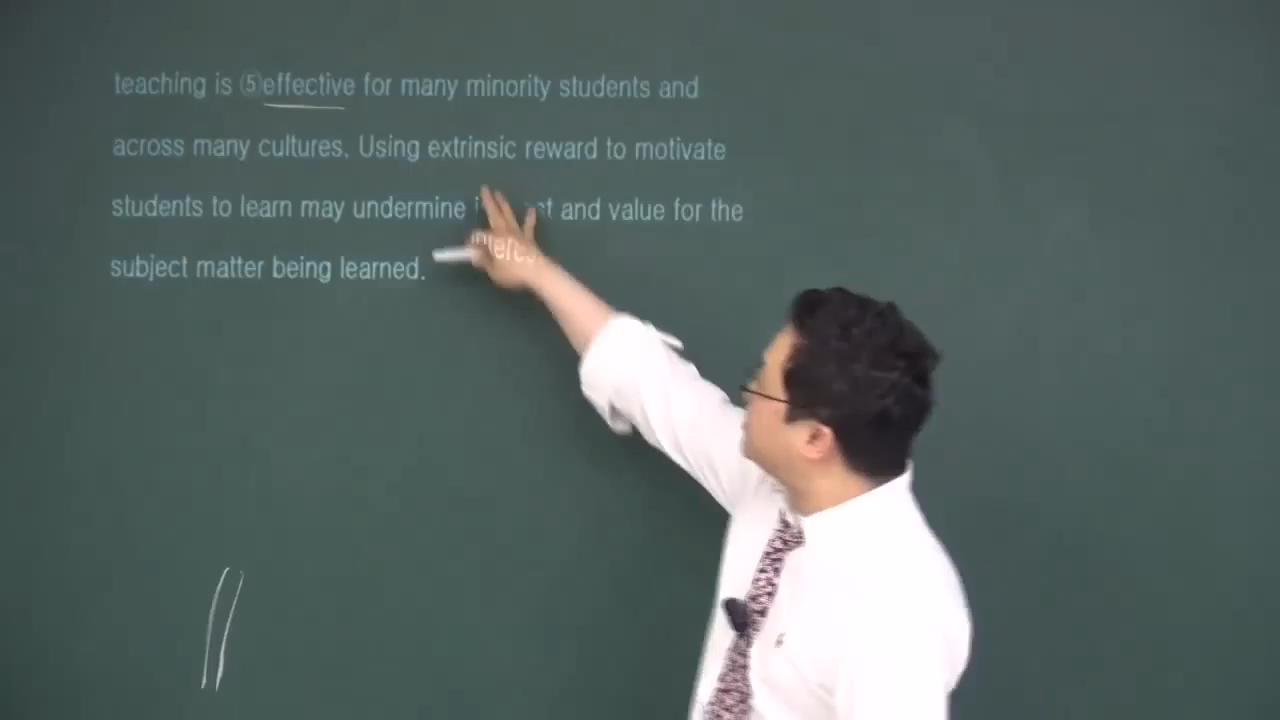 teaching is ⑤effective for many minority students and
across many cultures. Using extrinsic reward to motivate
students to learn may undermine interest and value for the
subject matter being learned.